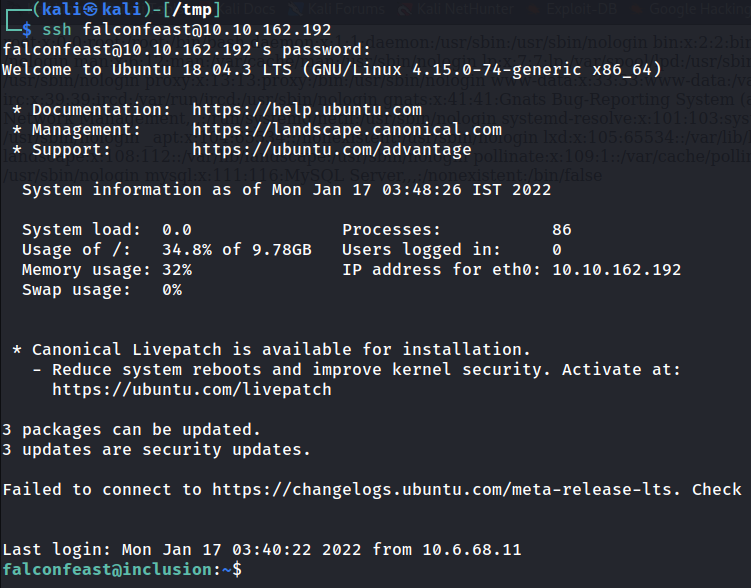 ┌──(kali㉿kali)-[/tmp]
└─$ ssh falconfeast@10.10.162.192
falconfeast@10.10.162.192's password:
Welcome to Ubuntu 18.04.3 LTS (GNU/Linux 4.15.0-74-generic x86_64)
* Documentation:  https://help.ubuntu.com
* Management:     https://landscape.canonical.com
* Support:        https://ubuntu.com/advantage
System information as of Mon Jan 17 03:48:26 IST 2022
System load:  0.0               Processes:           86
Usage of /:   34.8% of 9.78GB   Users logged in:     0
Memory usage: 32%               IP address for eth0: 10.10.162.192
Swap usage:   0%
* Canonical Livepatch is available for installation.
- Reduce system reboots and improve kernel security. Activate at:
https://ubuntu.com/livepatch
3 packages can be updated.
3 updates are security updates.
Failed to connect to https://changelogs.ubuntu.com/meta-release-lts. Check
Last login: Mon Jan 17 03:40:22 2022 from 10.6.68.11
falconfeast@inclusion:~$